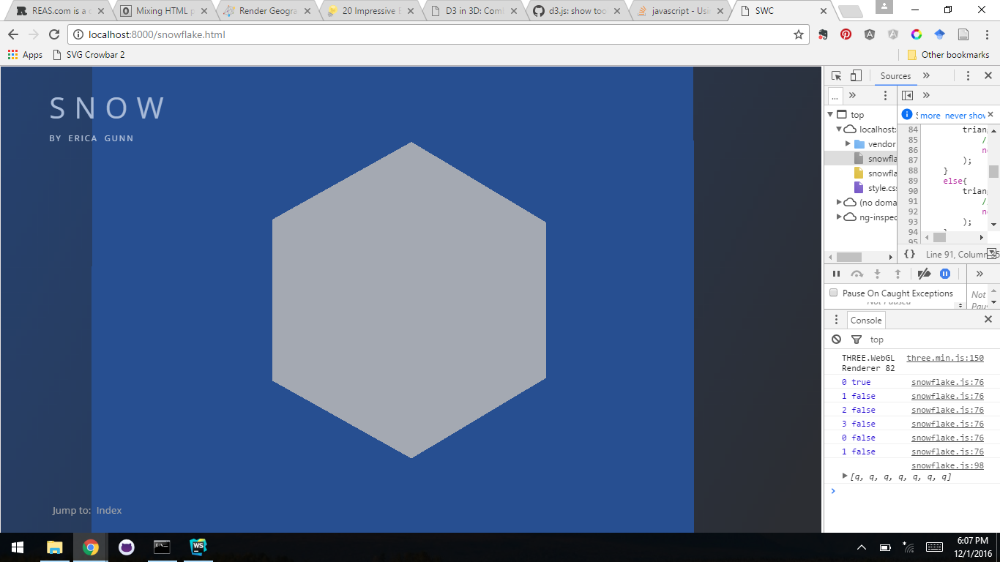 REAS.com is a c
Mixing HTML p
Render Geogra
20 Impressive
D3 in 3D: Com
d3.js: show too
javascript - Usi
SWC
localhost:8000/snowflake.html
Apps
SVG Crowbar 2
Other bookmarks
SNOW
BY ERICA GUNN
Jump to: Index
Sources
...
top
localhost:
vendor
snowfla
snowfla
style.css
(no doma
ng-inspec
more never show
84 triang
85 /
86 ne
87 );
88 }
89 else{
90 triang
91 /
92 ne
93 );
94
95
{} Line 91, Column 35
Pause On Caught Exceptions
Not Paused
Not
Pau
Console
top
THREE.WebGL three.min.js:150
Renderer 82
0 true snowflake.js:76
1 false snowflake.js:76
2 false snowflake.js:76
3 false snowflake.js:76
0 false snowflake.js:76
1 false snowflake.js:76
snowflake.js:98
[q, q, q, q, q, q, q]
6:07 PM
12/1/2016